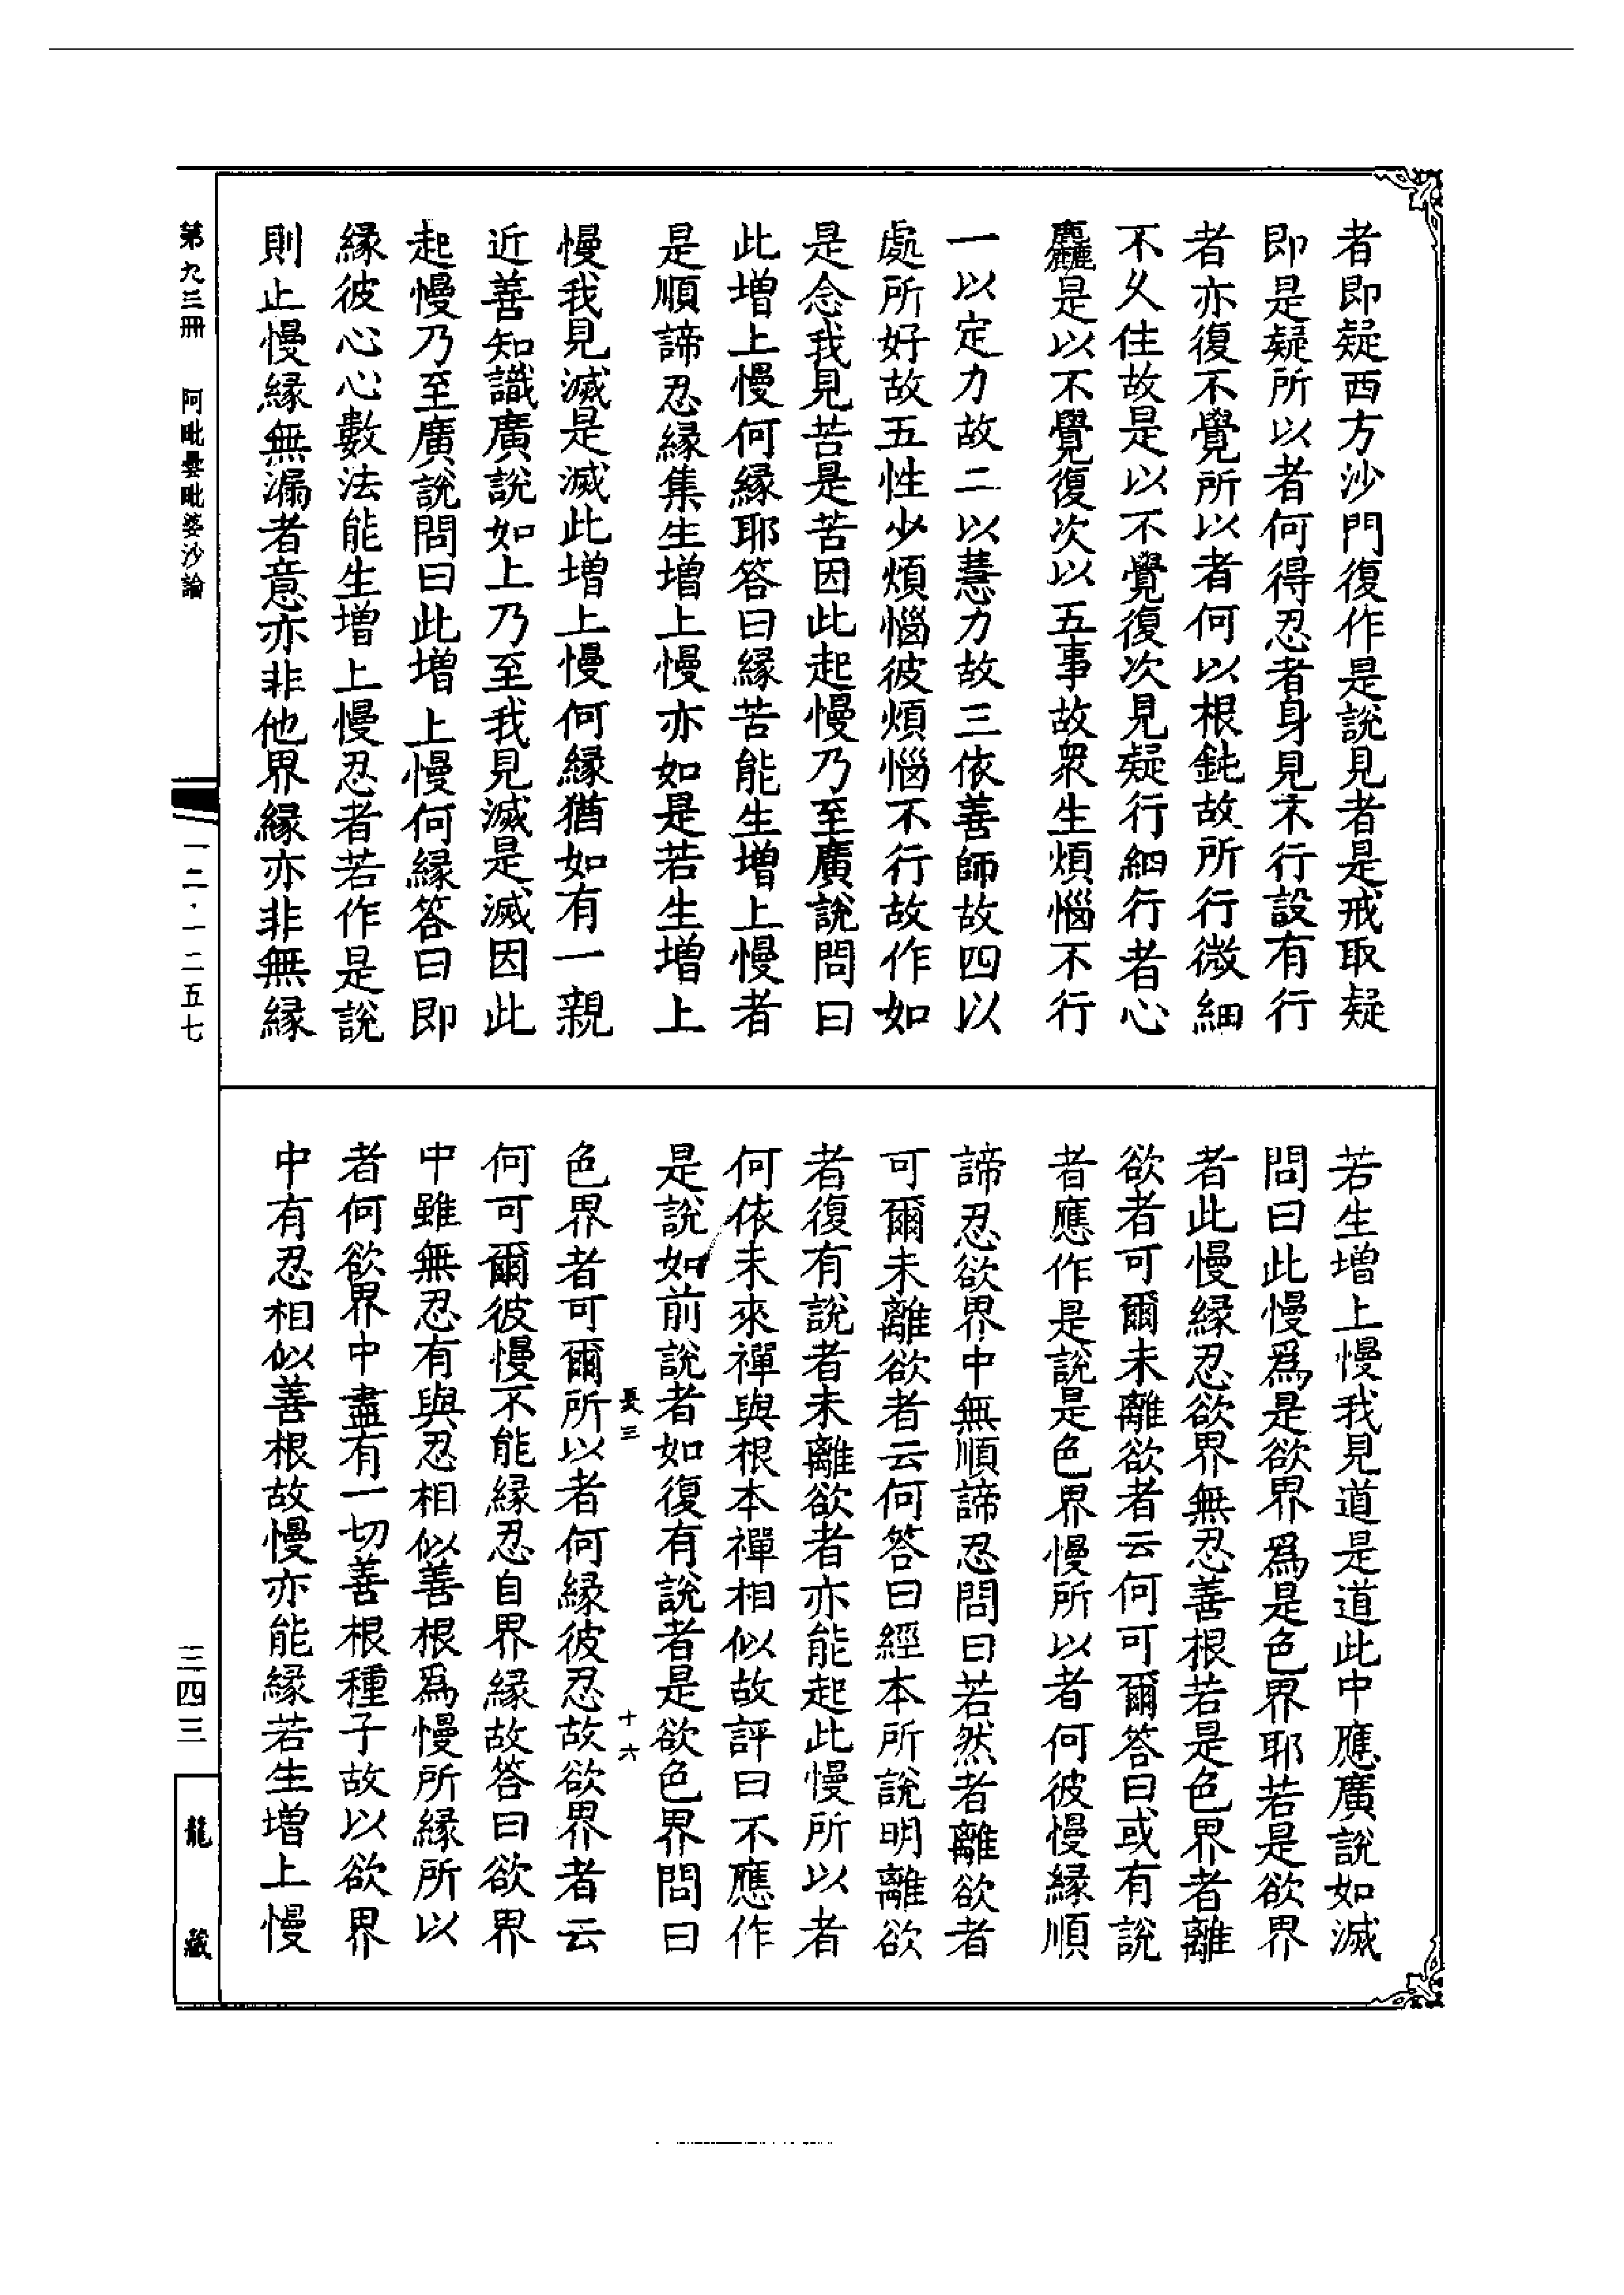 者即疑西方沙門復作是說見者是戒取疑
即是疑所以者何得忍者身見不行設有行
者亦復不覺所以者何以根鈍故所行微細
不久住故是以不覺復次見疑行細行者心
麤是以不覺復次以五事故衆生煩惱不行
一以定力故二以慧力故三依善師故四以
處所好故五性少煩惱彼煩惱不行故作如
是念我見苦是苦因此起慢乃至廣說問曰
此增上慢何緣耶答曰緣苦能生增上慢者
是順諦忍緣集生增上慢亦如是若生增上
慢我見滅是滅此增上慢何緣猶如有一親
近善知識廣說如上乃至我見滅是滅因此
起慢乃至廣說問曰此增上慢何緣答曰即
緣彼心心數法能生增上慢忍者若作是說
則止慢緣無漏者意亦非他界緣亦非無緣
若生增上慢我見道是道此中應廣說如滅
問曰此慢爲是欲界爲是色界耶若是欲界
者此慢緣忍欲界無忍善根若是色界者離
欲者可爾未離欲者云何可爾答曰或有說
者應作是說是色界慢所以者何彼慢緣順
諦忍欲界中無順諦忍問曰若然者離欲者
可爾未離欲者云何答曰經本所說明離欲
者復有說者未離欲者亦能起此慢所以者
何依未來禪與根本禪相似故評曰不應作
是說如前說者如復有說者是欲色界問曰
色界者可爾所以者何緣彼忍故欲界者云
何可爾彼慢不能緣忍自界緣故答曰欲界
中雖無忍有與忍相似善根爲慢所緣所以
者何欲界中盡有一切善根種子故以欲界
中有忍相似善根故慢亦能緣若生增上慢
第九三冊 阿毗曇毗婆沙論
一二·一二五七
三四三
龍藏
十六